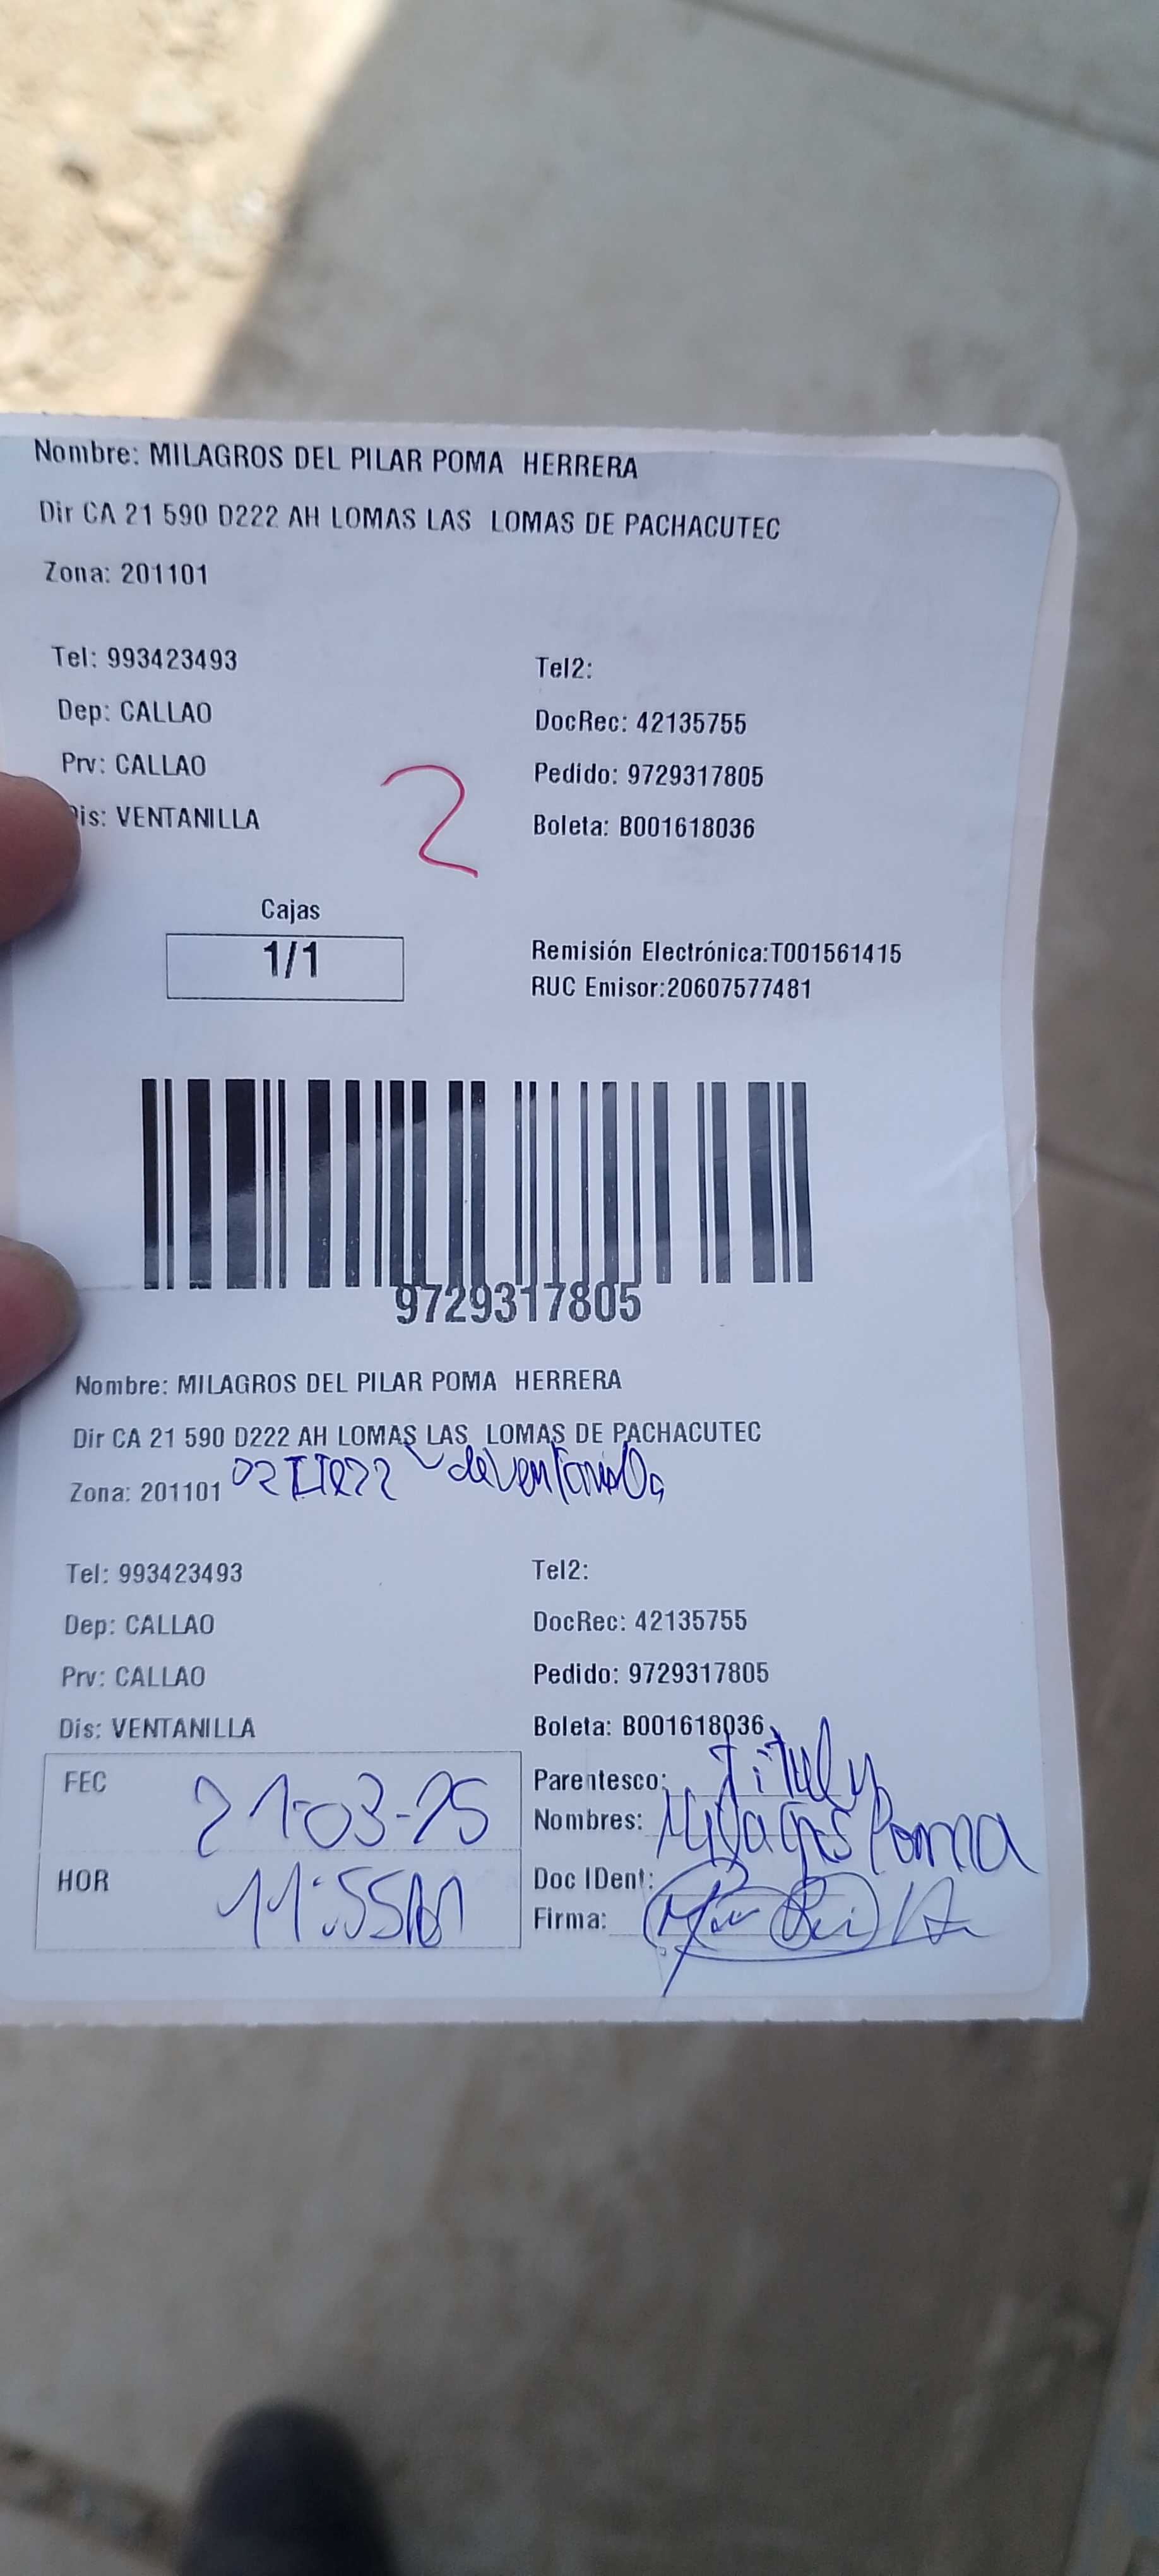 Nombre: MILAGROS DEL PILAR POMA HERRERA
Dir CA 21 590 D222 AH LOMAS LAS LOMAS DE PACHACUTEC
Zona: 201101
Tel: 993423493 Tel2:
Dep: CALLAO DocRec: 42135755
Prv: CALLAO Pedido: 9729317805
Dis: VENTANILLA Boleta: B001618036
2
Cajas
1/1
Remisión Electrónica:T001561415
RUC Emisor:20607577481
9729317805
Nombre: MILAGROS DEL PILAR POMA HERRERA
Dir CA 21 590 D222 AH LOMAS LAS LOMAS DE PACHACUTEC
Zona: 201101 de ventanilla
Tel: 993423493 Tel2:
Dep: CALLAO DocRec: 42135755
Prv: CALLAO Pedido: 9729317805
Dis: VENTANILLA Boleta: B001618036
FEC 21-03-25 Parentesco:
Nombres: Milagros Poma
HOR 11:55 Doc IDent:
Firma: